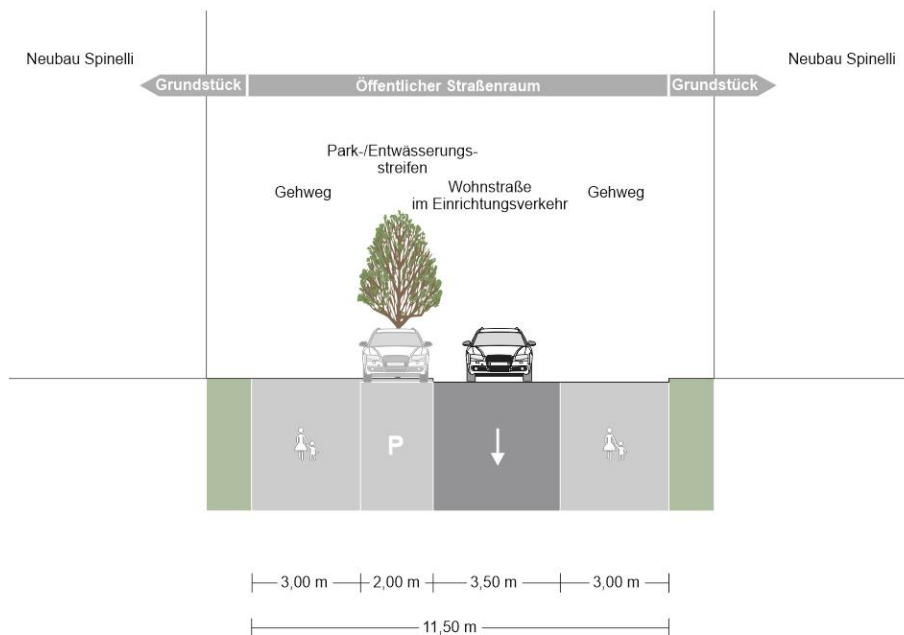 Neubau Spinelli
Neubau Spinelli
Grundstück
Öffentlicher Straßenraum
Grundstück
Park-/Entwässerungs-
streifen
Gehweg
Wohnstraße
im Einrichtungsverkehr
Gehweg
P
3,00 m
2,00 m
3,50 m
3,00 m
11,50 m